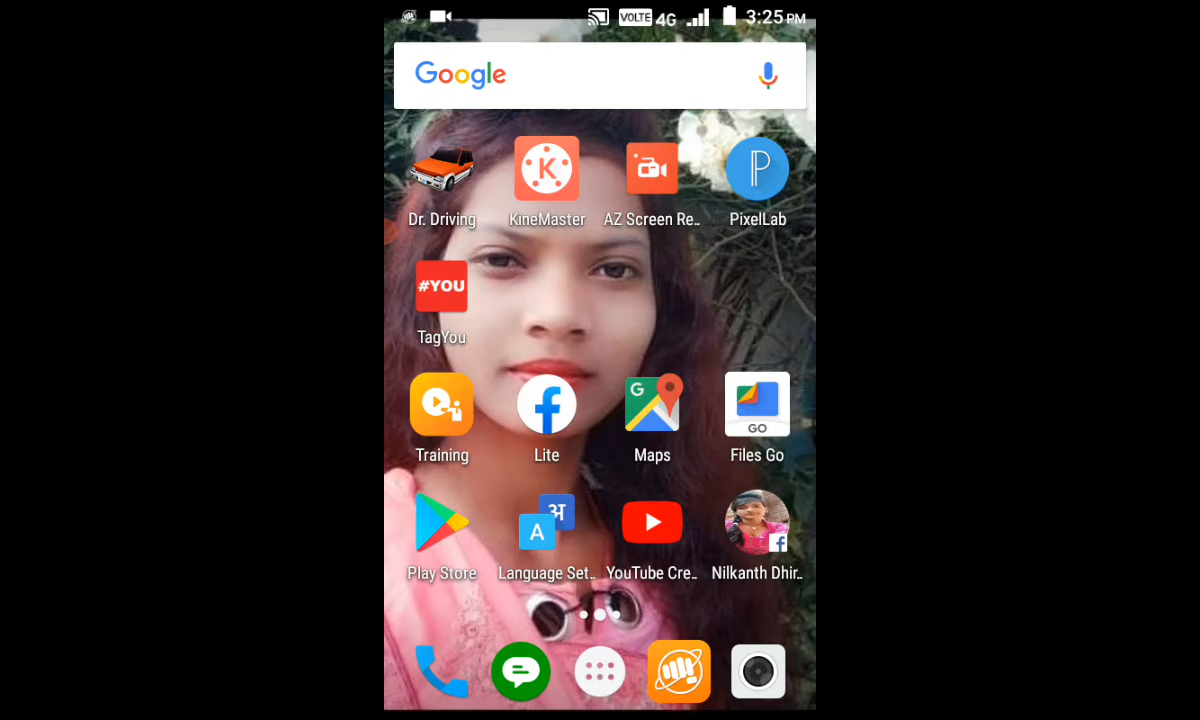 VOLTE 4G 3:25 PM
Google
Dr. Driving KineMaster AZ Screen Re.. PixelLab
#YOU
TagYou
G
GO
Training Lite Maps Files Go
अ
A
Play Store Language Set.. YouTube Cre.. Nilkanth Dhir..